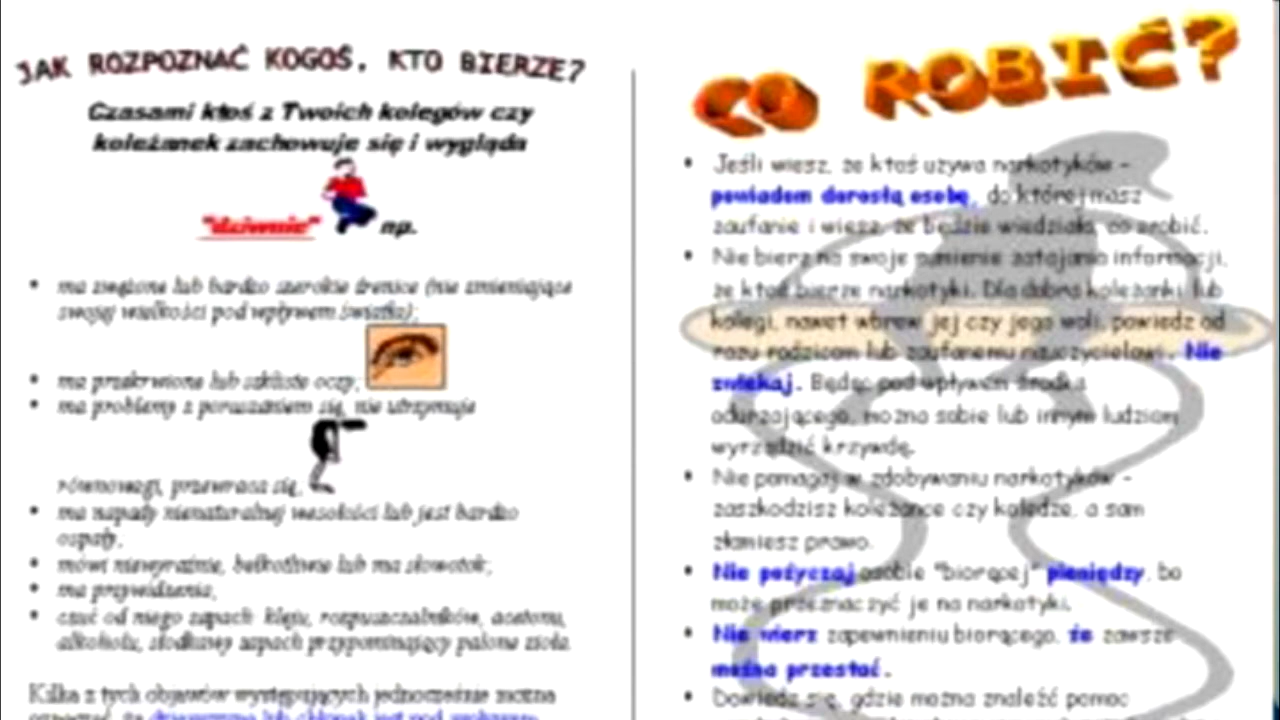 JAK ROZPOZNAĆ KOGOŚ, KTO BIERZE?
Czasami ktoś z Twoich kolegów czy
koleżanek zachowuje się i wygląda
"dziwnie" np.
• ma zwężone lub bardzo szerokie źrenice (nie zmieniające
swojej wielkości pod wpływem światła);
• ma przekrwione lub szkliste oczy;
• ma problemy z poruszaniem się, nie utrzymuje
równowagi, przewraca się,
• ma napady nienaturalnej wesołości lub jest bardzo
ospały,
• mówi niewyraźnie, bełkotliwie lub ma słowotok;
• ma przywidzenia,
• czuć od niego zapach: kleju, rozpuszczalników, acetonu,
alkoholu, słodkawy zapach przypominający palone zioła.
Kilka z tych objawów występujących jednocześnie można
CO ROBIĆ?
• Jeśli wiesz, że ktoś używa narkotyków –
powiadom dorosłą osobę, do której masz
zaufanie i wiesz, że będzie wiedziała, co zrobić.
• Nie bierz na swoje sumienie zatajania informacji,
że ktoś bierze narkotyki. Dla dobra koleżanki lub
kolegi, nawet wbrew jej czy jego woli, powiedz od
razu rodzicom lub zaufanemu nauczycielowi. Nie
zwlekaj. Będąc pod wpływem środka
odurzającego, można sobie lub innym ludziom
wyrządzić krzywdę.
• Nie pomagaj w zdobywaniu narkotyków –
zaszkodzisz koleżance czy koledze, a sam
złamiesz prawo.
• Nie pożyczaj osobie "biorącej" pieniędzy, bo
może przeznaczyć je na narkotyki.
• Nie wierz zapewnieniu biorącego, że zawsze
można przestać.
• Dowiedz się, gdzie można znaleźć pomoc